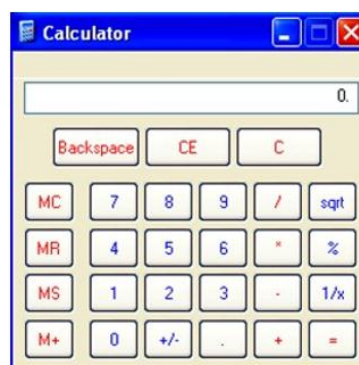 Calculator
0.
Backspace CE C
MC 7 8 9 / sqrt
MR 4 5 6 * %
MS 1 2 3 - 1/x
M+ 0 +/- . + =